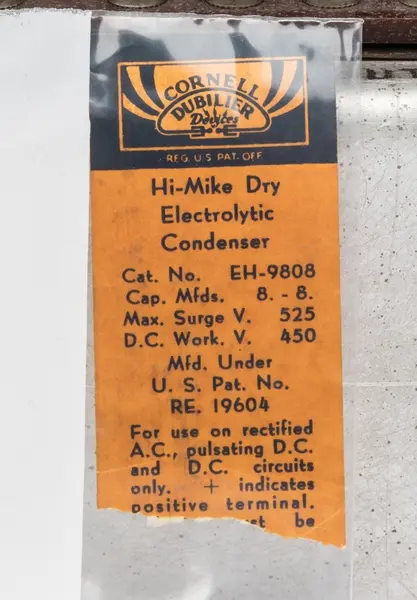 CORNELL
DUBILIER
REG. U.S. PAT. OFF.
Hi-Mike Dry
Electrolytic
Condenser
Cat. No. EH-9808
Cap. Mfds. 8. - 8.
Max. Surge V. 525
D.C. Work. V. 450
Mfd. Under
U. S. Pat. No.
RE. 19604
For use on rectified
A.C., pulsating D.C.
and D.C. circuits
only. + indicates
positive terminal.
be